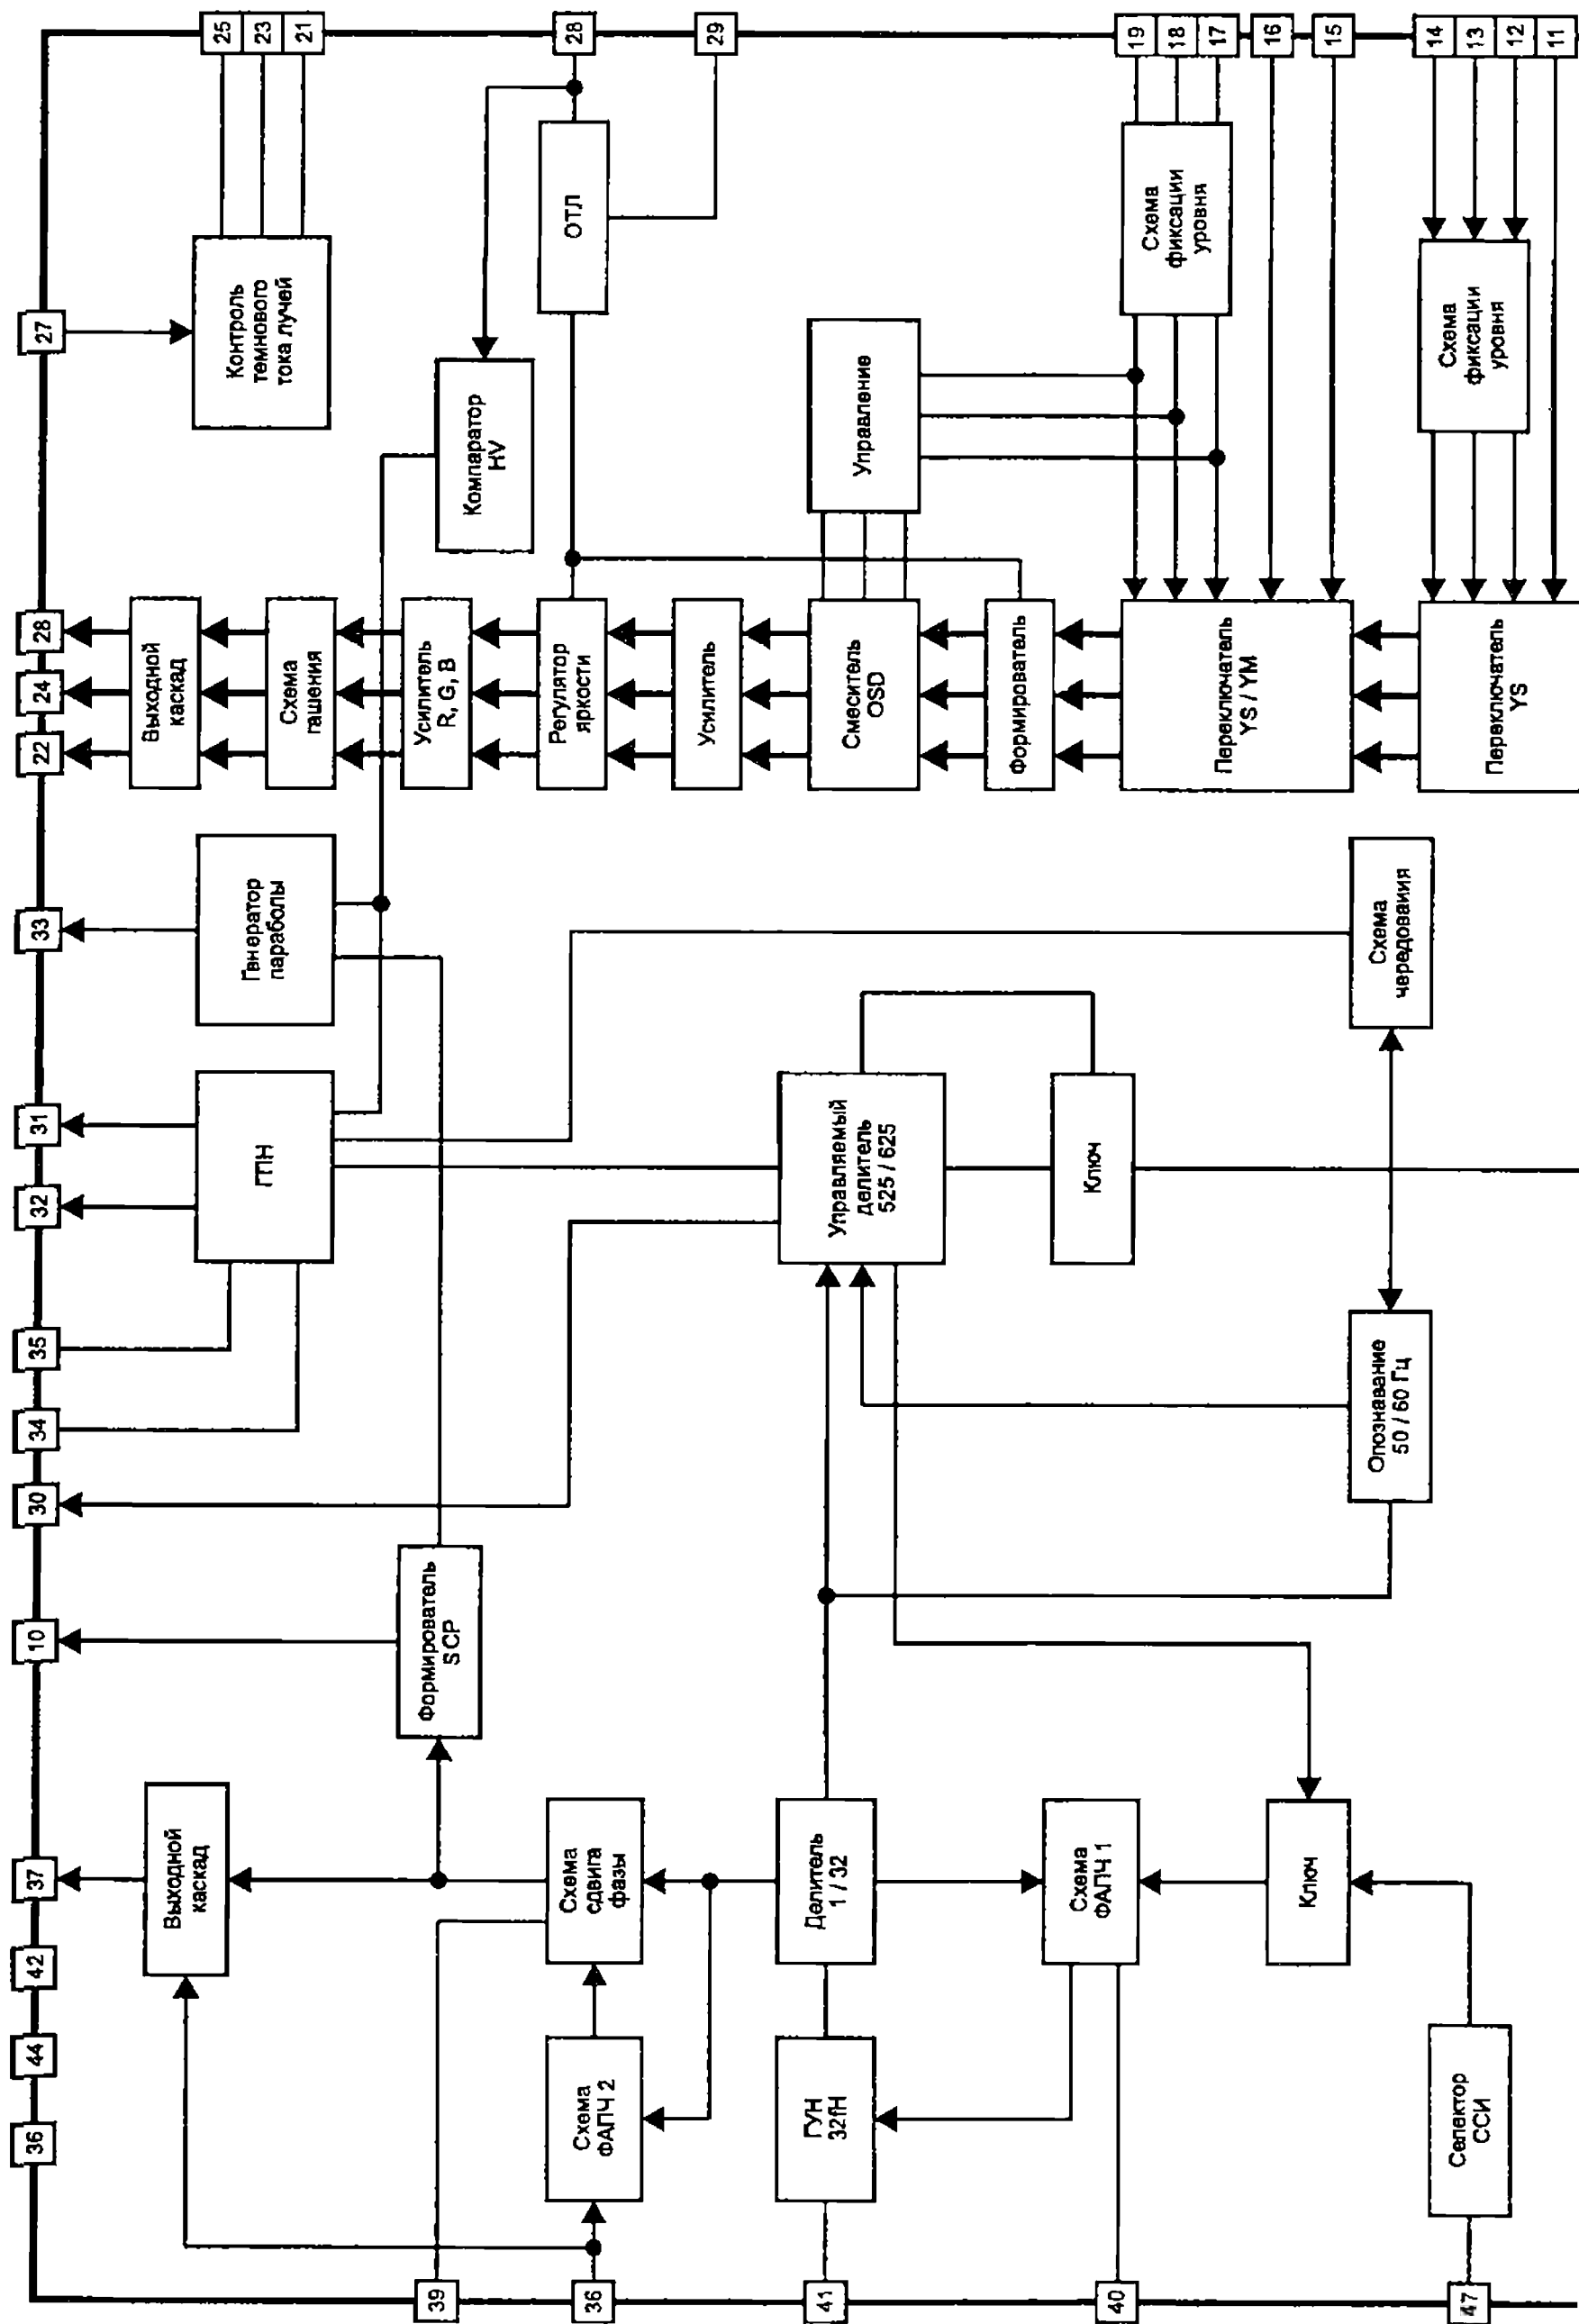 36
44
42
37
10
30
34
35
32
31
33
22
24
28
27
Выходной
каскад
Выходной
каскад
ГПН
Генератор
параболы
Контроль
темнового
тока лучей
25
23
21
Схема
гашения
39
Формирователь
SCP
Усилитель
R, G, B
Компаратор
HV
36
Схема
ФАПЧ 2
Схема
сдвига
фазы
Регулятор
яркости
ОТЛ
28
Усилитель
29
41
ГУН
32fH
Делитель
1 / 32
Управляемый
делитель
525 / 625
Смеситель
OSD
Управление
Формирователь
40
Схема
ФАПЧ 1
Ключ
Переключатель
YS / YM
Схема
фиксации
уровня
19
18
17
16
15
Ключ
Опознавание
50 / 60 Гц
Схема
чередования
47
Селектор
ССИ
Переключатель
YS
Схема
фиксации
уровня
14
13
12
11